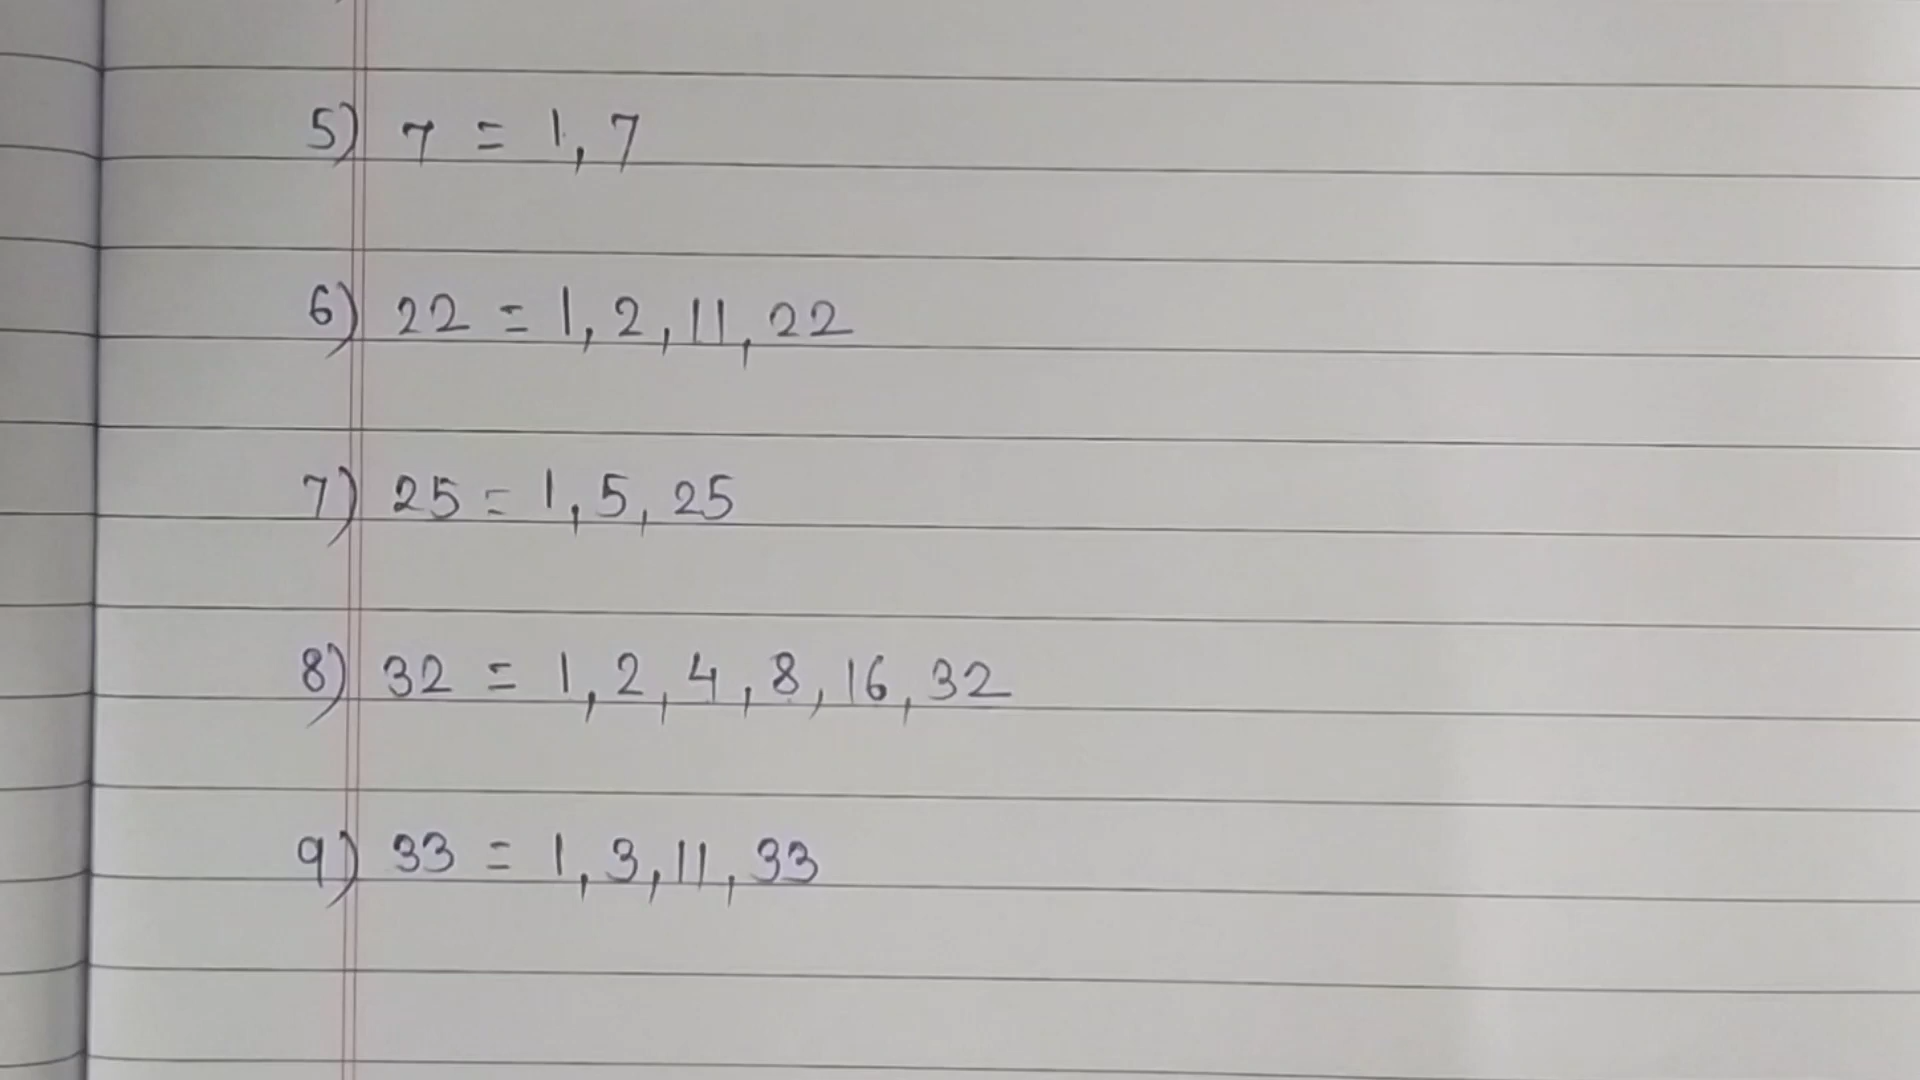 5) 7 = 1, 7
6) 22 = 1, 2, 11, 22
7) 25 = 1, 5, 25
8) 32 = 1, 2, 4, 8, 16, 32
9) 33 = 1, 3, 11, 33